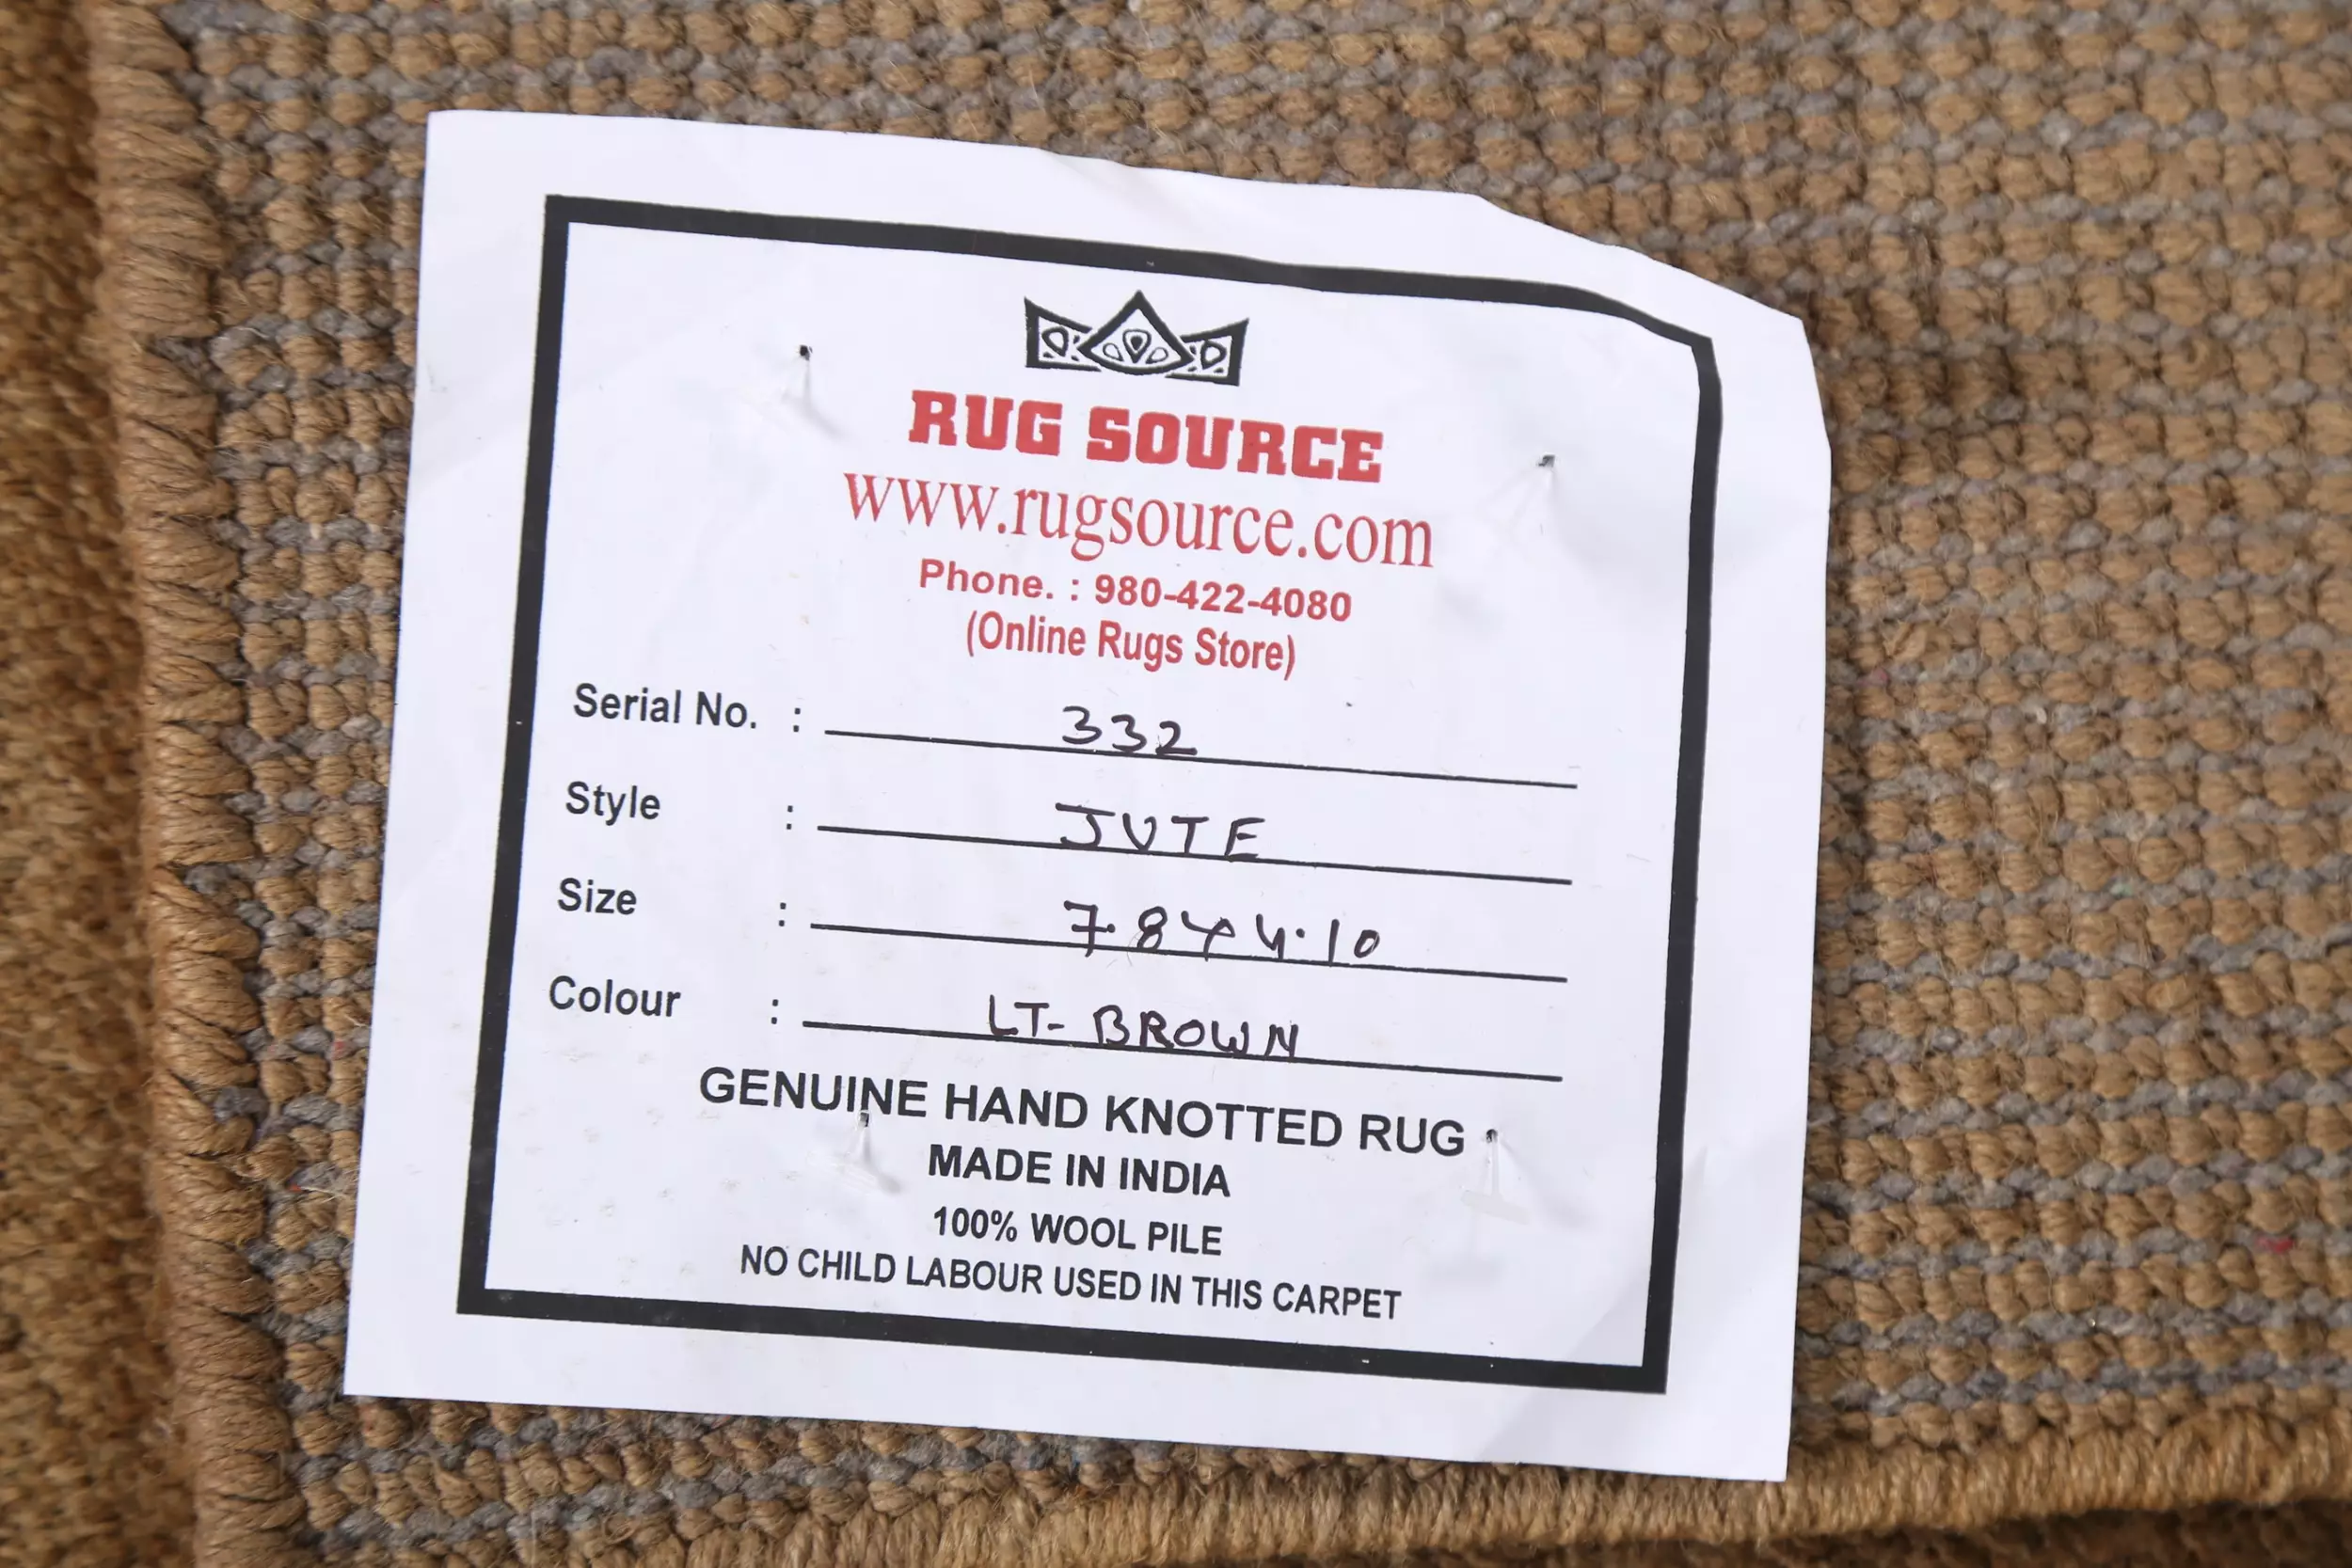 RUG SOURCE
www.rugsource.com
Phone. : 980-422-4080
(Online Rugs Store)
Serial No. : 332
Style : JUTE
Size : 7.8 x 4.10
Colour : LT-BROWN
GENUINE HAND KNOTTED RUG
MADE IN INDIA
100% WOOL PILE
NO CHILD LABOUR USED IN THIS CARPET